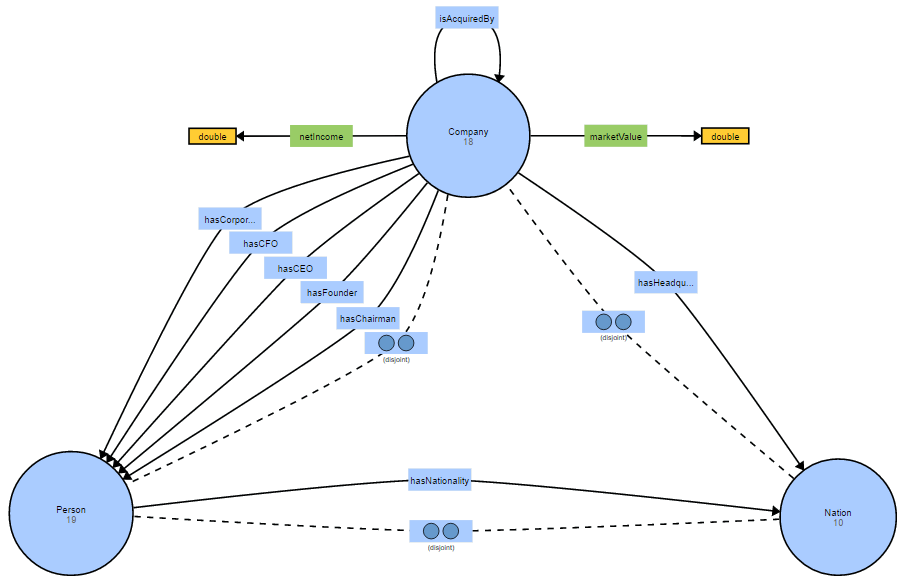 isAcquiredBy
Company
18
double
netIncome
marketValue
double
hasCorpor...
hasCFO
hasCEO
hasHeadqu...
hasFounder
hasChairman
(disjoint)
(disjoint)
hasNationality
Person
19
Nation
10
(disjoint)